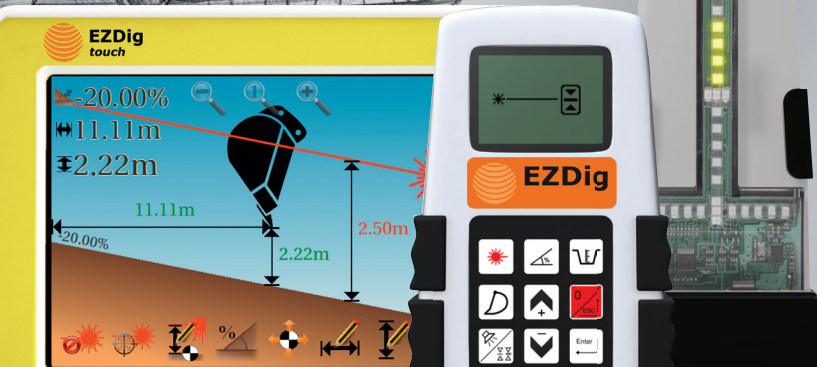 EZDig
touch
-20.00%
11.11m
2.22m
1
11.11m
-20.00%
2.22m
2.50m
%
EZDig
%
+
0
ESC
-
Enter